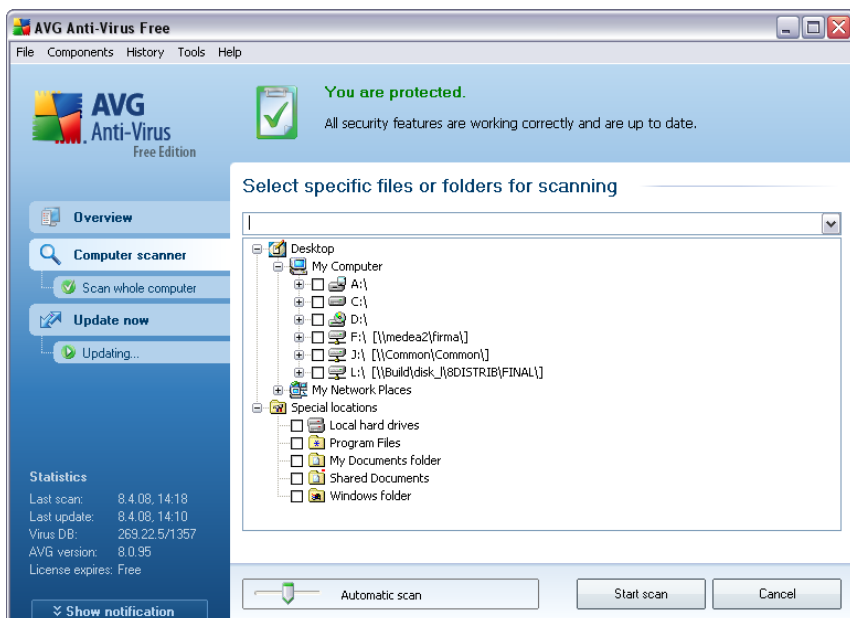 AVG Anti-Virus Free
File Components History Tools Help
AVG
Anti-Virus
Free Edition
You are protected.
All security features are working correctly and are up to date.
Overview
Computer scanner
Scan whole computer
Update now
Updating...
Statistics
Last scan: 8.4.08, 14:18
Last update: 8.4.08, 14:10
Virus DB: 269.22.5/1357
AVG version: 8.0.95
License expires: Free
Show notification
Select specific files or folders for scanning
Desktop
My Computer
A:\
C:\
D:\
F:\ [\\medea2\firma\]
J:\ [\\Common\Common\]
L:\ [\\Build\disk_l\8DISTRIB\FINAL\]
My Network Places
Special locations
Local hard drives
Program Files
My Documents folder
Shared Documents
Windows folder
Automatic scan
Start scan
Cancel